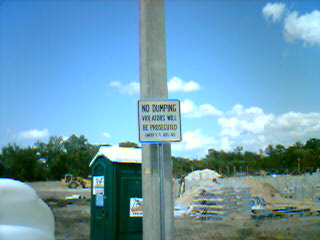 NO DUMPING
VIOLATORS WILL
BE PROSECUTED